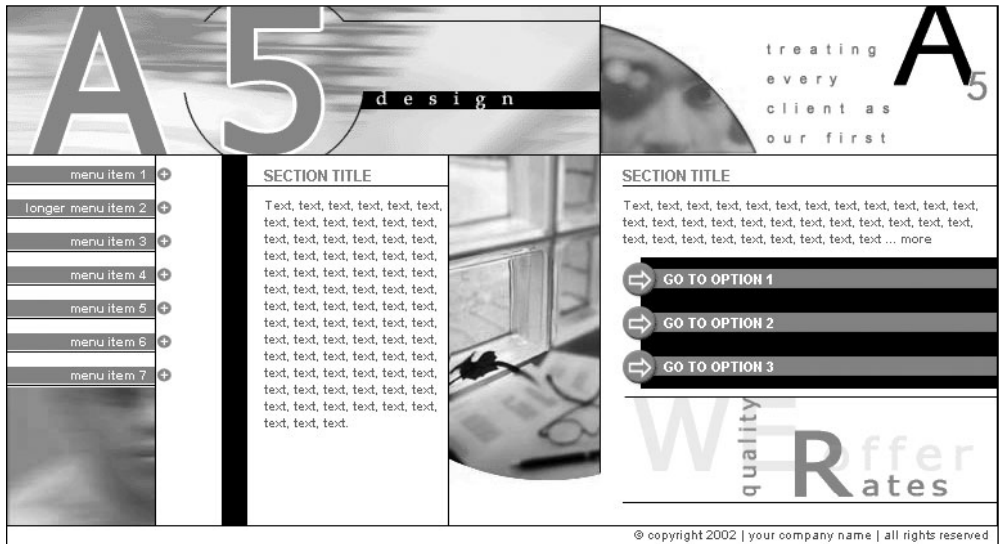 A5
design
treating
every
client as
our first
A5
menu item 1
longer menu item 2
menu item 3
menu item 4
menu item 5
menu item 6
menu item 7
SECTION TITLE
Text, text, text, text, text, text,
text, text, text, text, text, text,
text, text, text, text, text, text,
text, text, text, text, text, text,
text, text, text, text, text, text,
text, text, text, text, text, text,
text, text, text, text, text, text,
text, text, text, text, text, text,
text, text, text, text, text, text,
text, text, text, text, text, text,
text, text, text, text, text, text,
text, text, text, text, text, text,
text, text, text, text, text, text,
text, text, text.
SECTION TITLE
Text, text, text, text, text, text, text, text, text, text, text, text,
text, text, text, text, text, text, text, text, text, text, text, text,
text, text, text, text, text, text, text, text, text ... more
GO TO OPTION 1
GO TO OPTION 2
GO TO OPTION 3
WE offer
quality
Rates
© copyright 2002 | your company name | all rights reserved